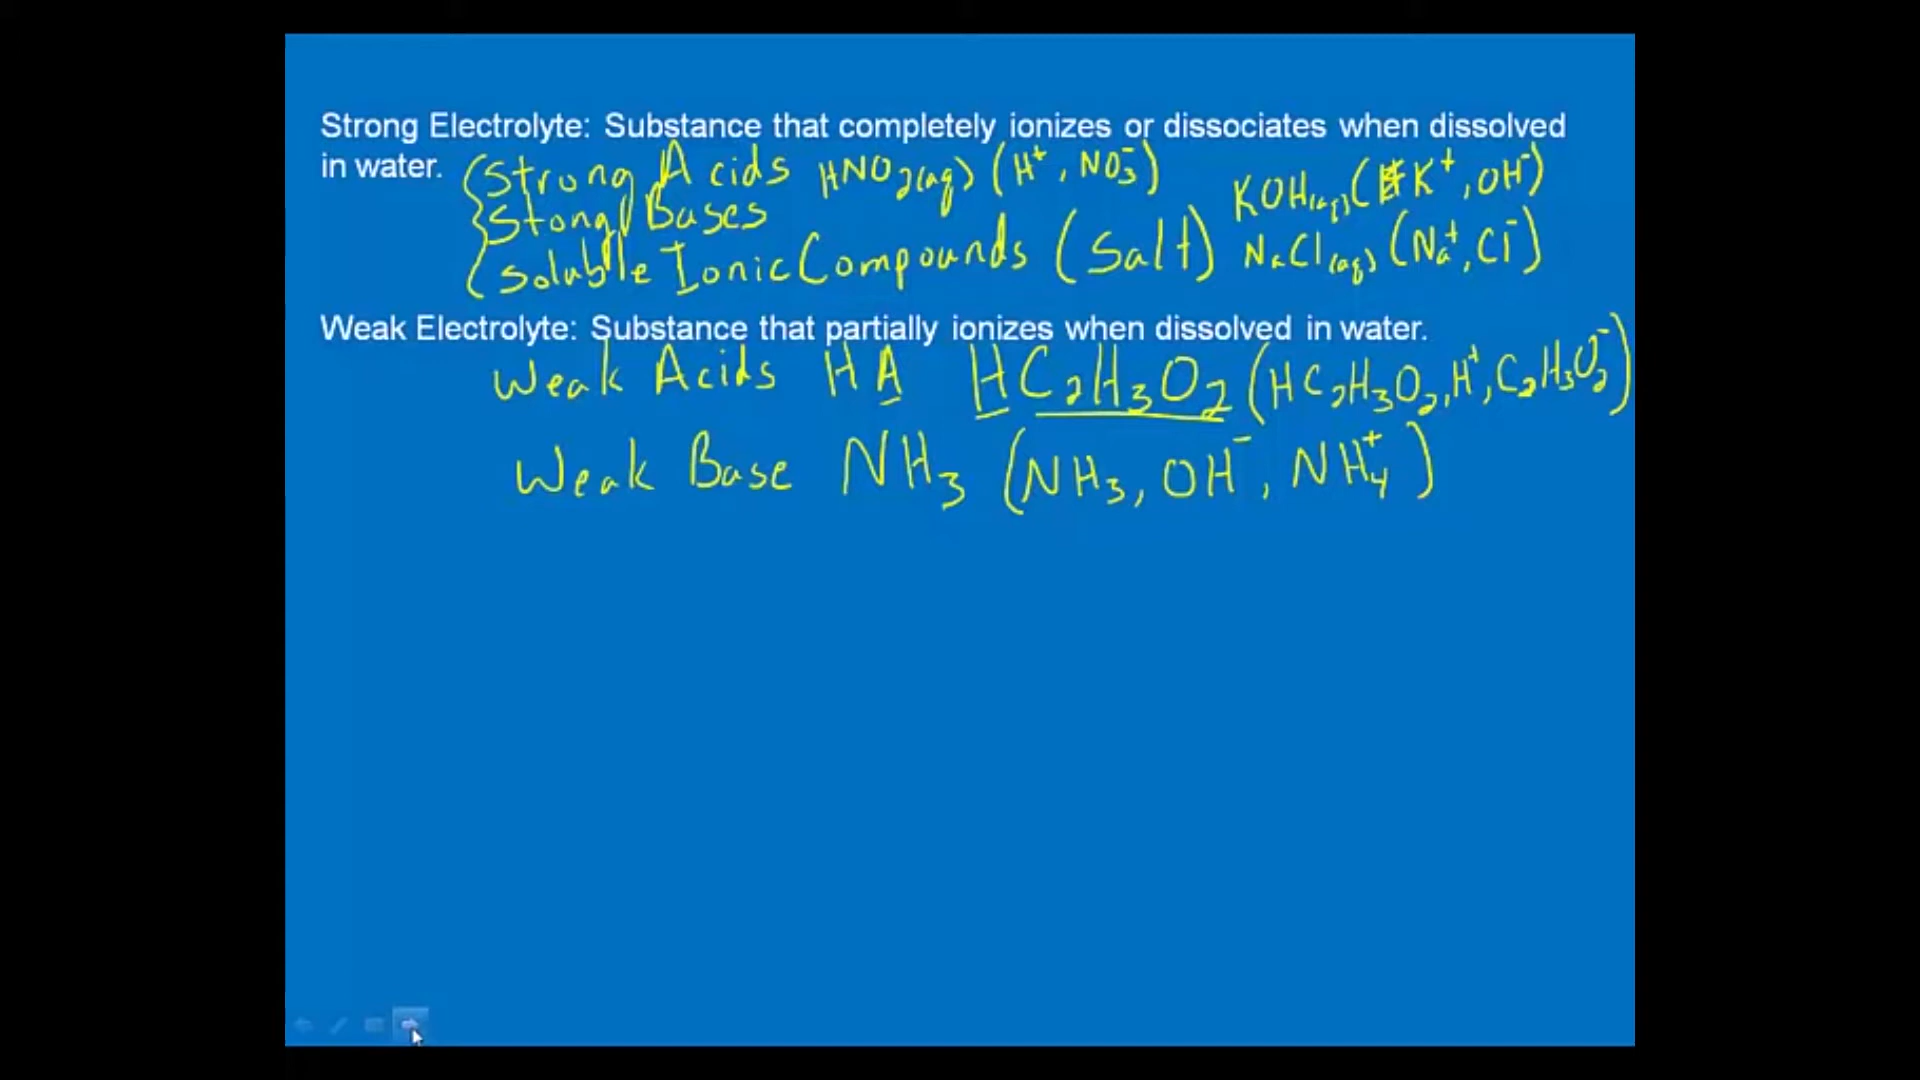 Strong Electrolyte: Substance that completely ionizes or dissociates when dissolved
in water.
Strong Acids HNO₂(aq) (H⁺, NO₃⁻)
KOH(aq) (K⁺, OH⁻)
Stong Bases
Soluble Ionic Compounds (Salt) NaCl(aq) (Na⁺, Cl⁻)
Weak Electrolyte: Substance that partially ionizes when dissolved in water.
Weak Acids HA HC₂H₃O₂ (HC₂H₃O₂, H⁺, C₂H₃O₂⁻)
Weak Base NH₃ (NH₃, OH⁻, NH₄⁺)